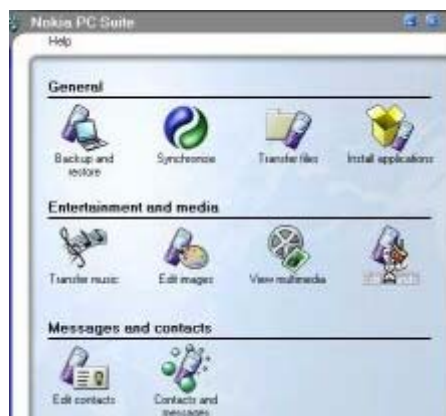 Nokia PC Suite
Help
General
Backup and restore
Synchronize
Transfer files
Install applications
Entertainment and media
Transfer music
Edit images
View multimedia
Messages and contacts
Edit contacts
Contacts and messages